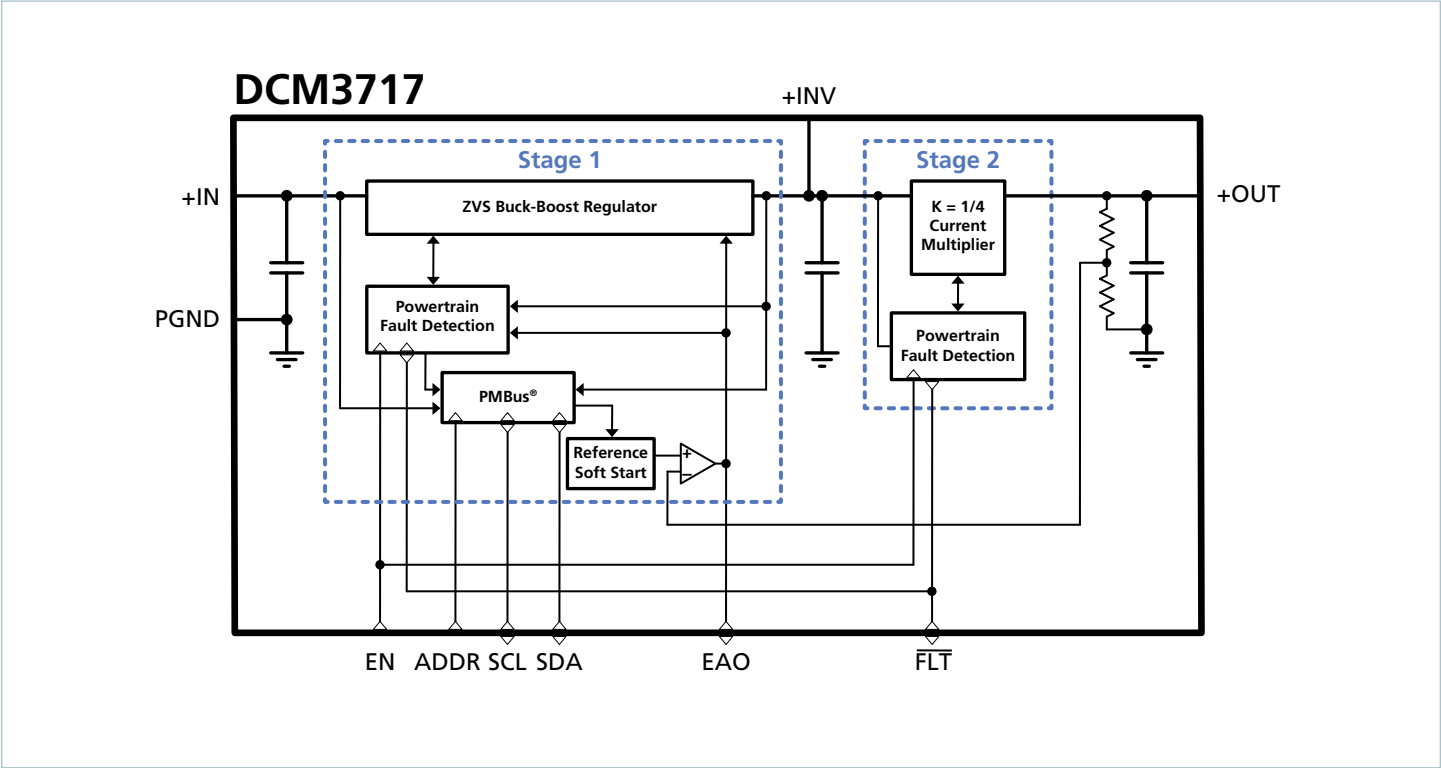 DCM3717
+INV
Stage 1
Stage 2
+IN
ZVS Buck-Boost Regulator
K = 1/4
Current
Multiplier
+OUT
Powertrain
Fault Detection
PGND
Powertrain
Fault Detection
PMBus®
Reference
Soft Start
+
−
EN
ADDR
SCL
SDA
EAO
FLT